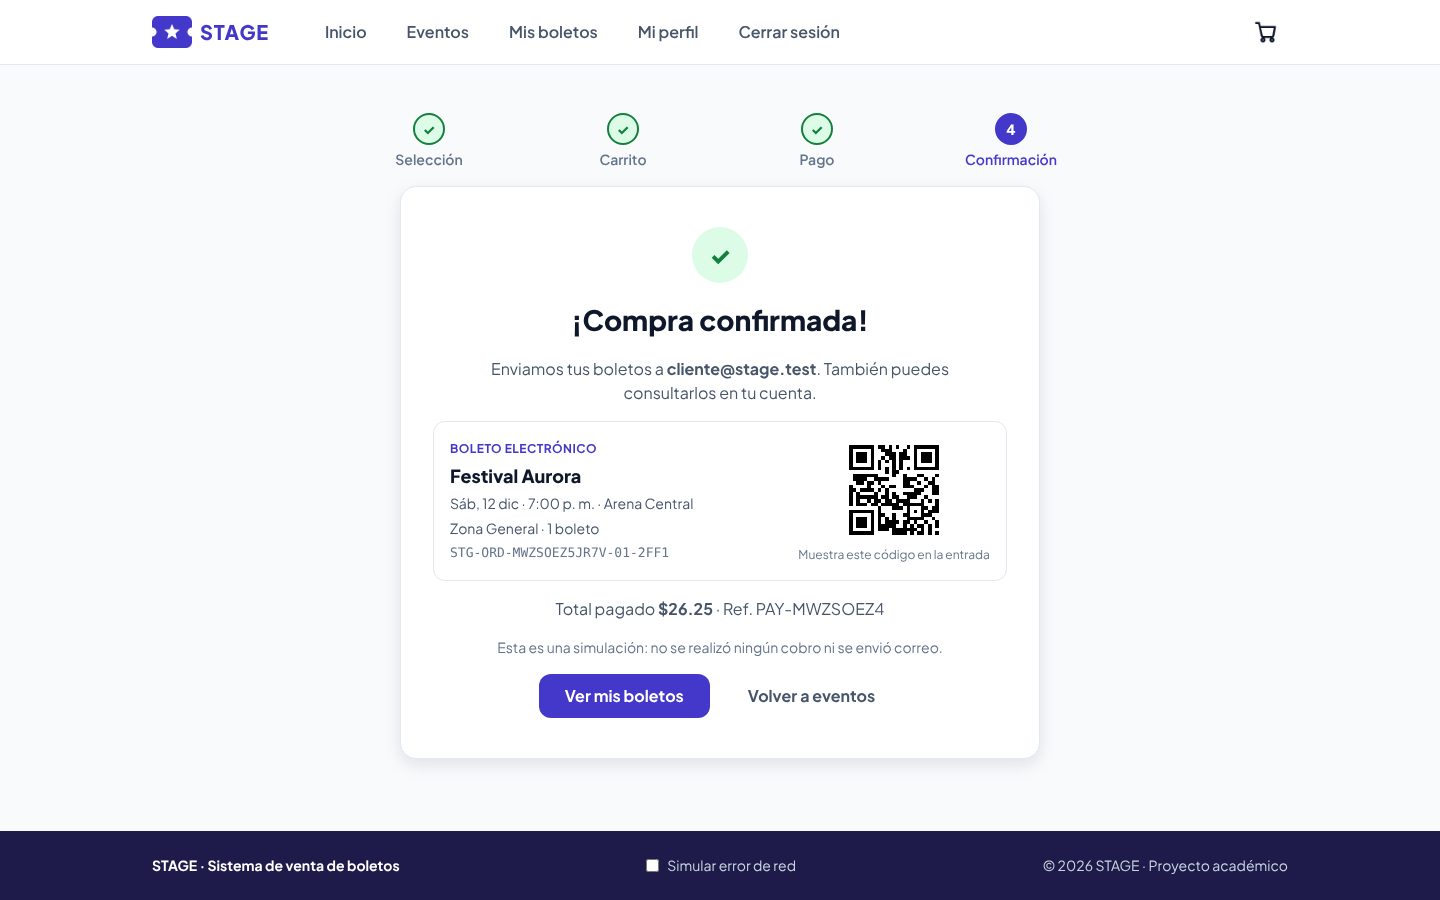 STAGE
Inicio
Eventos
Mis boletos
Mi perfil
Cerrar sesión
Selección
Carrito
Pago
4
Confirmación
¡Compra confirmada!
Enviamos tus boletos a cliente@stage.test. También puedes
consultarlos en tu cuenta.
BOLETO ELECTRÓNICO
Festival Aurora
Sáb, 12 dic · 7:00 p. m. · Arena Central
Zona General · 1 boleto
STG-ORD-MWZSOEZ5JR7V-01-2FF1
Muestra este código en la entrada
Total pagado $26.25 · Ref. PAY-MWZSOEZ4
Esta es una simulación: no se realizó ningún cobro ni se envió correo.
Ver mis boletos
Volver a eventos
STAGE · Sistema de venta de boletos
Simular error de red
© 2026 STAGE · Proyecto académico